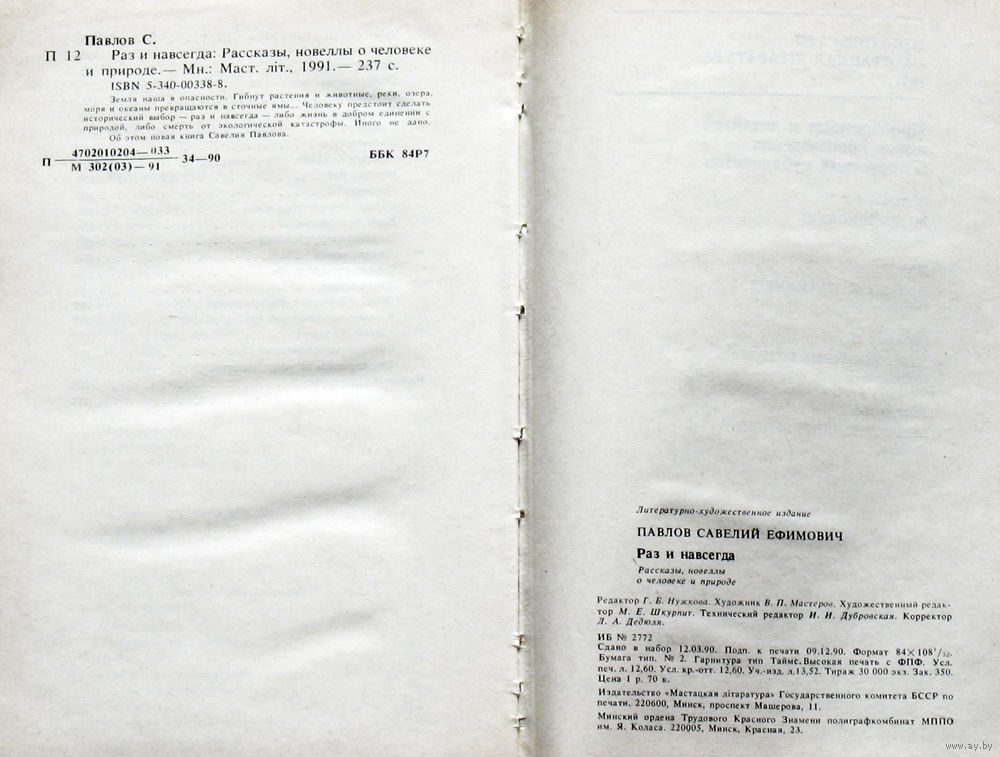 Павлов С.
П 12 Раз и навсегда: Рассказы, новеллы о человеке
и природе.— Мн.: Маст. літ., 1991.— 237 с.
ISBN 5-340-00338-8.
Земля наша в опасности. Гибнут растения и животные, реки, озера,
моря и океаны превращаются в сточные ямы... Человеку предстоит сделать
исторический выбор — раз и навсегда — либо жизнь в добром единении с
природой, либо смерть от экологической катастрофы. Иного не дано.
Об этом новая книга Савелия Павлова.
П 4702010204—033 34—90 ББК 84Р7
М 302(03)—91
Литературно-художественное издание
ПАВЛОВ САВЕЛИЙ ЕФИМОВИЧ
Раз и навсегда
Рассказы, новеллы
о человеке и природе
Редактор Г. Б. Нужкова. Художник В. П. Мастеров. Художественный редак-
тор М. Е. Шкурпит. Технический редактор И. И. Дубровская. Корректор
Л. А. Дедюля.
ИБ № 2772
Сдано в набор 12.03.90. Подп. к печати 09.12.90. Формат 84×108¹/₃₂.
Бумага тип. № 2. Гарнитура тип Таймс. Высокая печать с ФПФ. Усл.
печ. л. 12,60. Усл. кр.-отт. 12,60. Уч.-изд. л.13,52. Тираж 30 000 экз. Зак. 350.
Цена 1 р. 70 к.
Издательство «Мастацкая літаратура» Государственного комитета БССР по
печати. 220600, Минск, проспект Машерова, 11.
Минский ордена Трудового Красного Знамени полиграфкомбинат МППО
им. Я. Коласа. 220005, Минск, Красная, 23.
www.ay.by